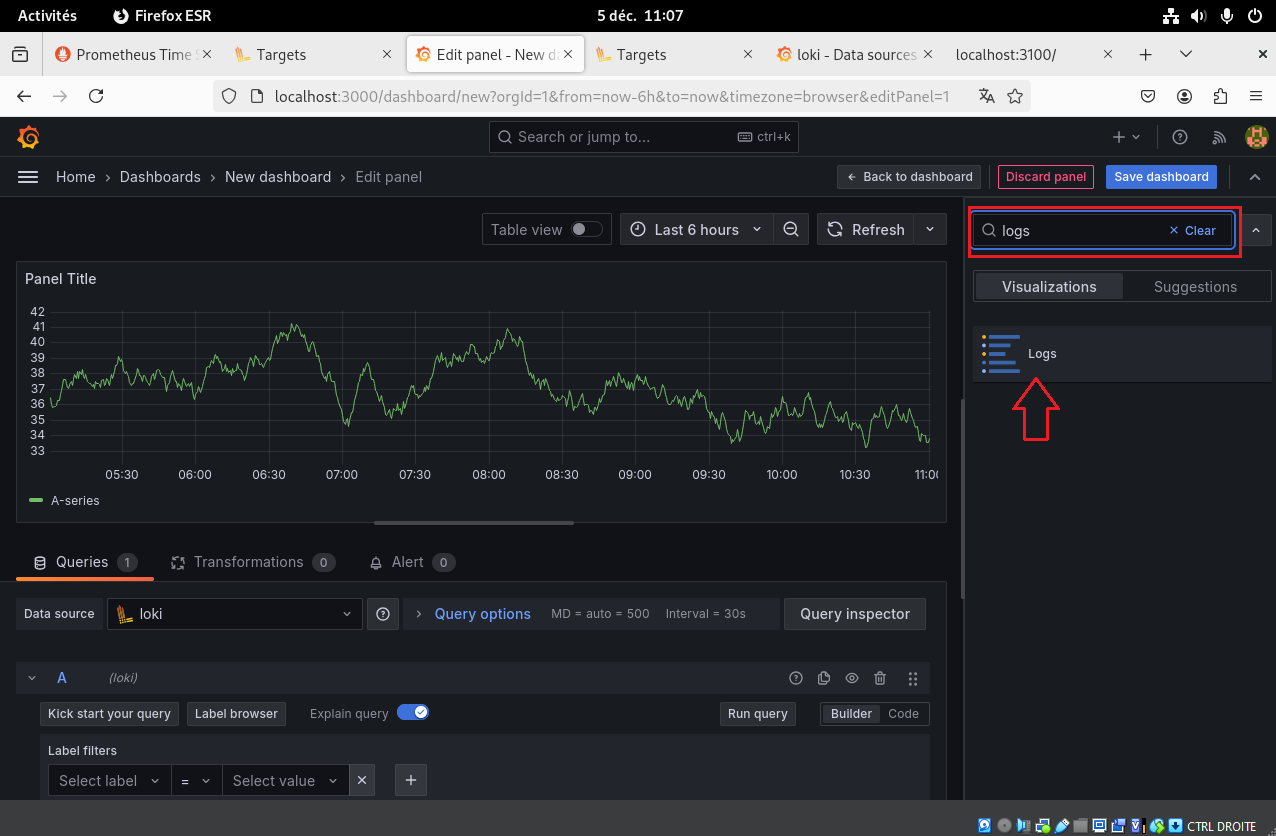 Activités Firefox ESR 5 déc. 11:07
Prometheus Time S Targets Edit panel - New da Targets loki - Data sources localhost:3100/
localhost:3000/dashboard/new?orgId=1&from=now-6h&to=now&timezone=browser&editPanel=1
Search or jump to... ctrl+k
Home › Dashboards › New dashboard › Edit panel Back to dashboard Discard panel Save dashboard
Table view Last 6 hours Refresh
logs Clear
Visualizations Suggestions
Logs
Panel Title
42
41
40
39
38
37
36
35
34
33
05:30 06:00 06:30 07:00 07:30 08:00 08:30 09:00 09:30 10:00 10:30 11:00
A-series
Queries 1 Transformations 0 Alert 0
Data source loki Query options MD = auto = 500 Interval = 30s Query inspector
A (loki)
Kick start your query Label browser Explain query Run query Builder Code
Label filters
Select label = Select value
CTRL DROITE